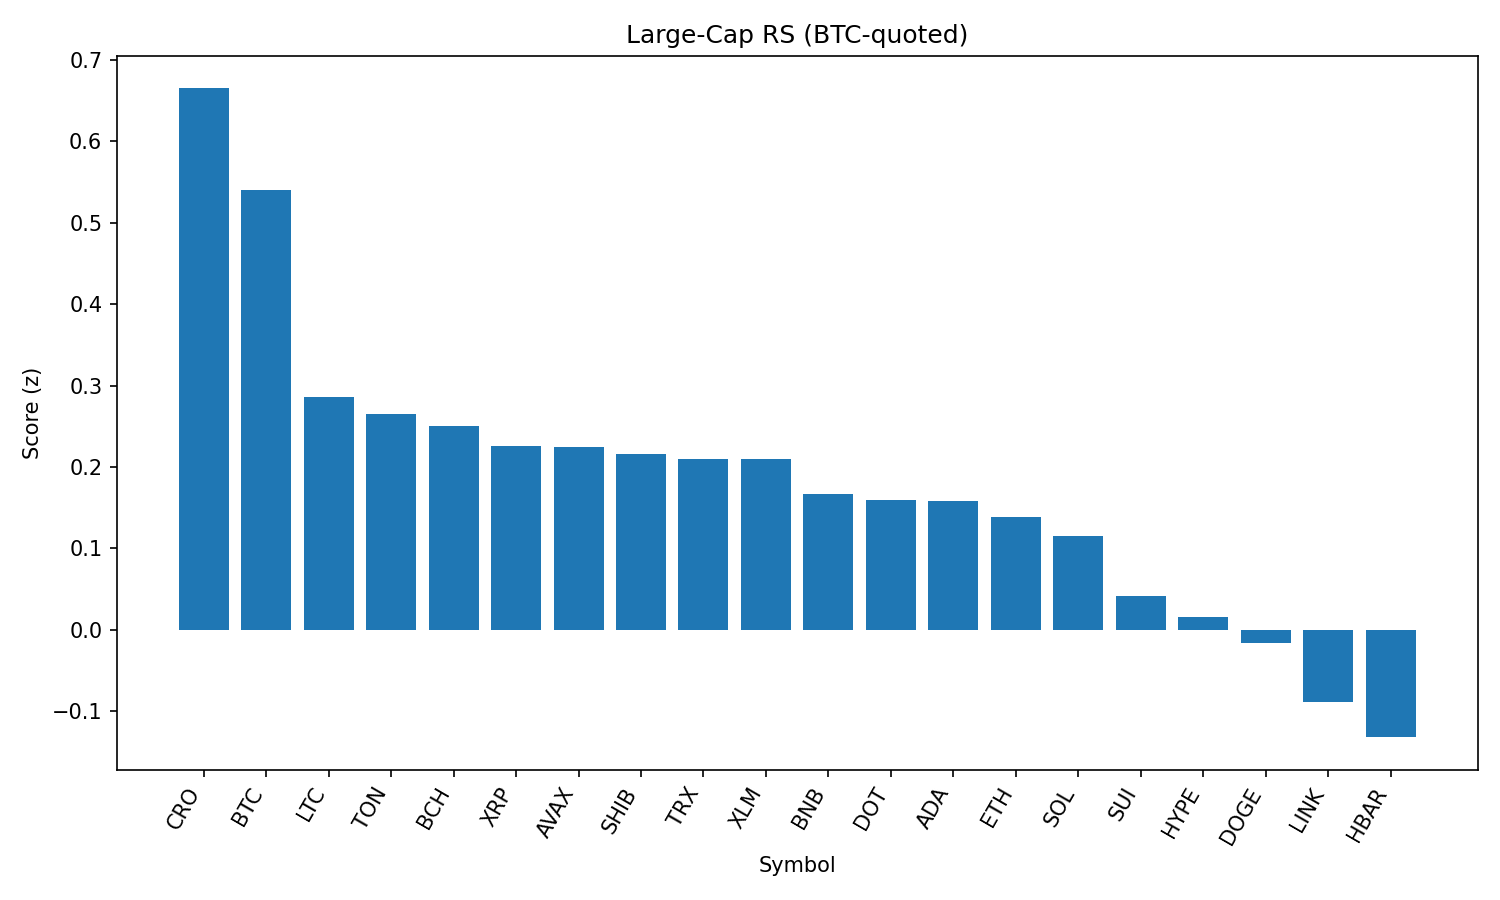 Large-Cap RS (BTC-quoted)
0.7
0.6
0.5
0.4
0.3
0.2
0.1
0.0
−0.1
Score (z)
CRO
BTC
LTC
TON
BCH
XRP
AVAX
SHIB
TRX
XLM
BNB
DOT
ADA
ETH
SOL
SUI
HYPE
DOGE
LINK
HBAR
Symbol